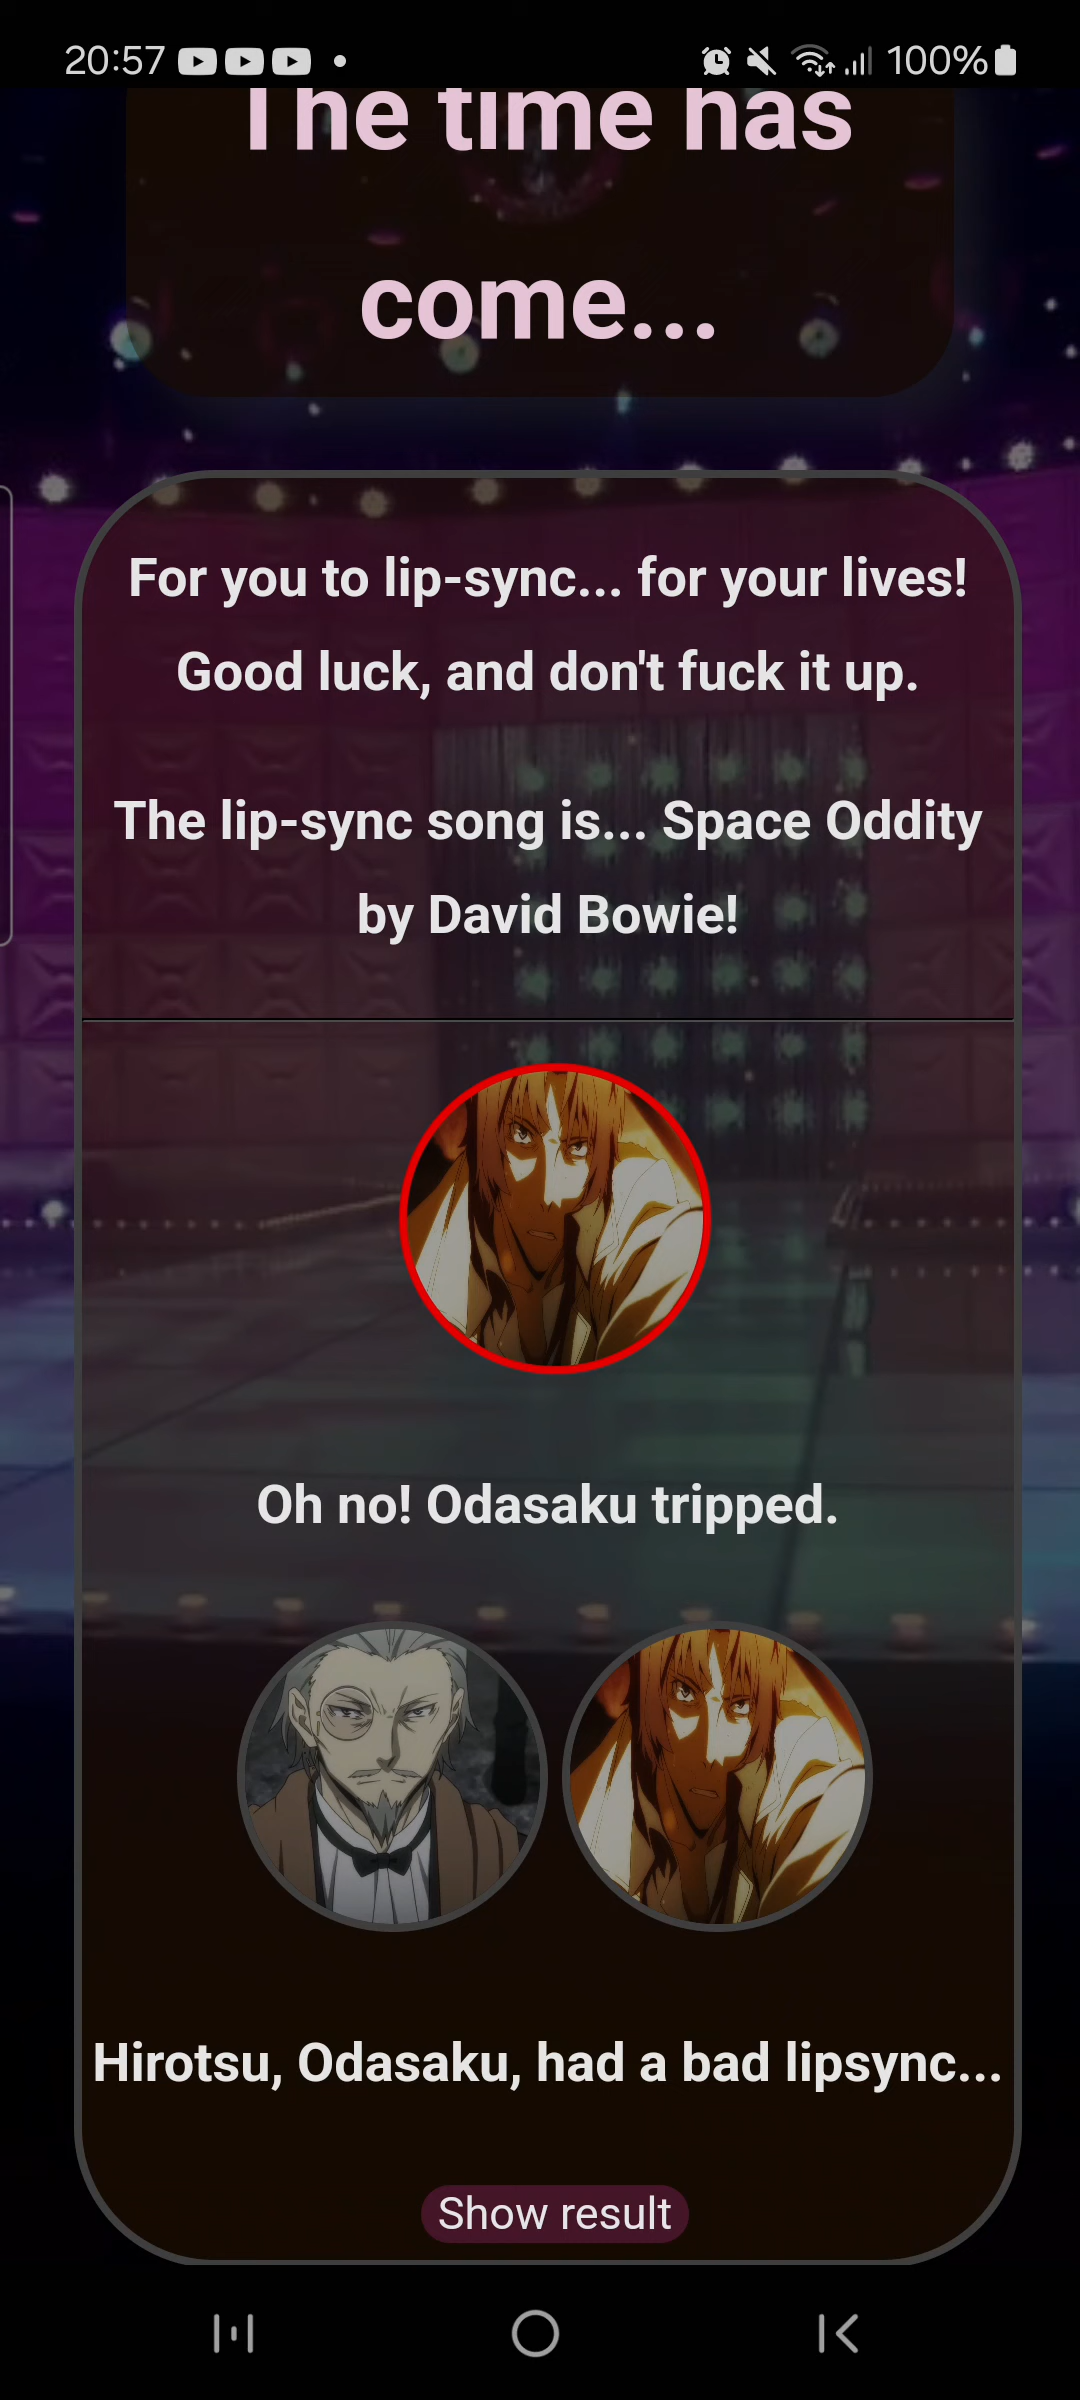 20:57
100%
The time has
come...
For you to lip-sync... for your lives!
Good luck, and don't fuck it up.
The lip-sync song is... Space Oddity
by David Bowie!
Oh no! Odasaku tripped.
Hirotsu, Odasaku, had a bad lipsync...
Show result